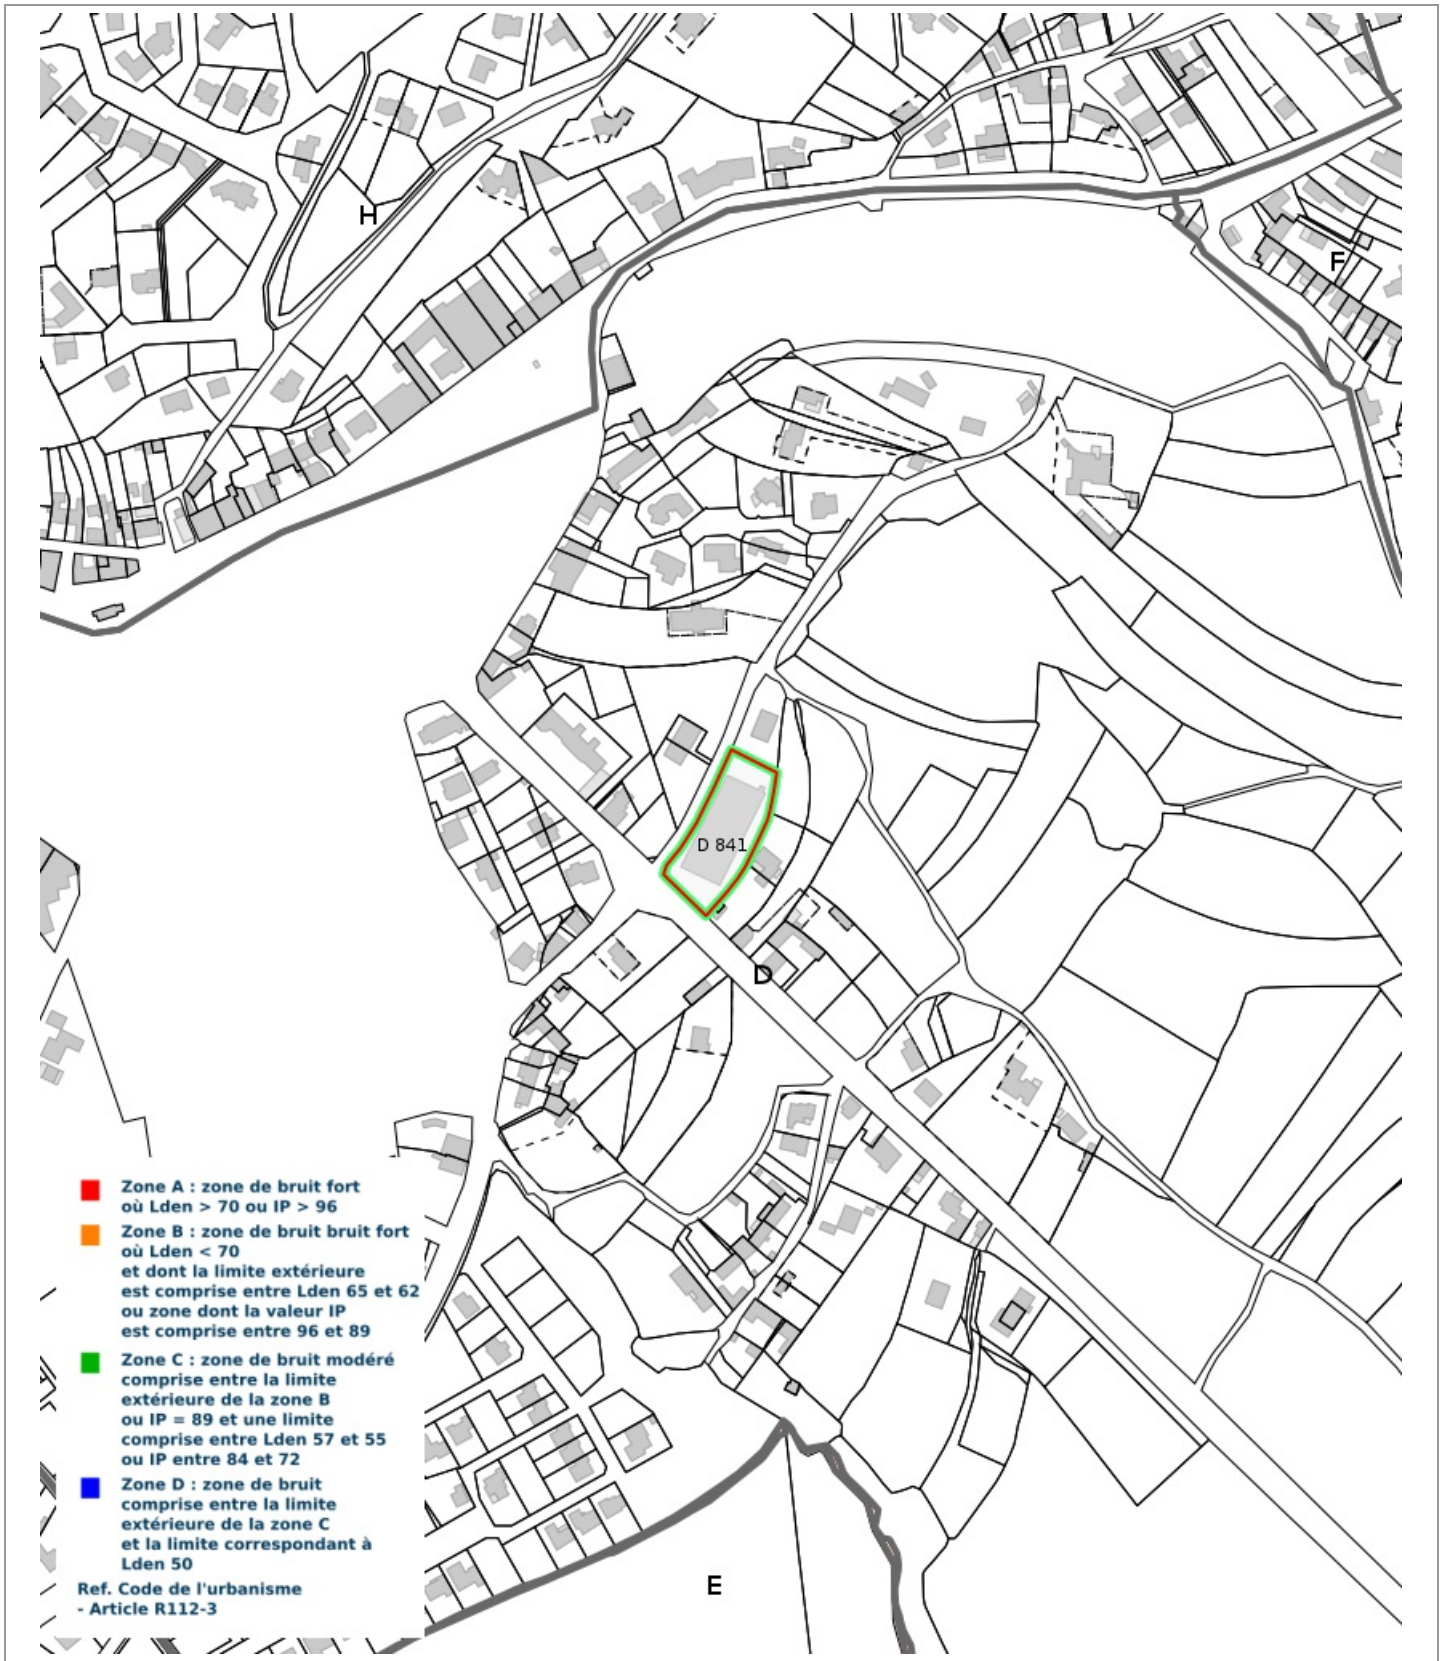 H
F
D 841
D
Zone A : zone de bruit fort
où Lden > 70 ou IP > 96
Zone B : zone de bruit bruit fort
où Lden < 70
et dont la limite extérieure
est comprise entre Lden 65 et 62
ou zone dont la valeur IP
est comprise entre 96 et 89
Zone C : zone de bruit modéré
comprise entre la limite
extérieure de la zone B
ou IP = 89 et une limite
comprise entre Lden 57 et 55
ou IP entre 84 et 72
Zone D : zone de bruit
comprise entre la limite
extérieure de la zone C
et la limite correspondant à
Lden 50
Ref. Code de l'urbanisme
- Article R112-3
E